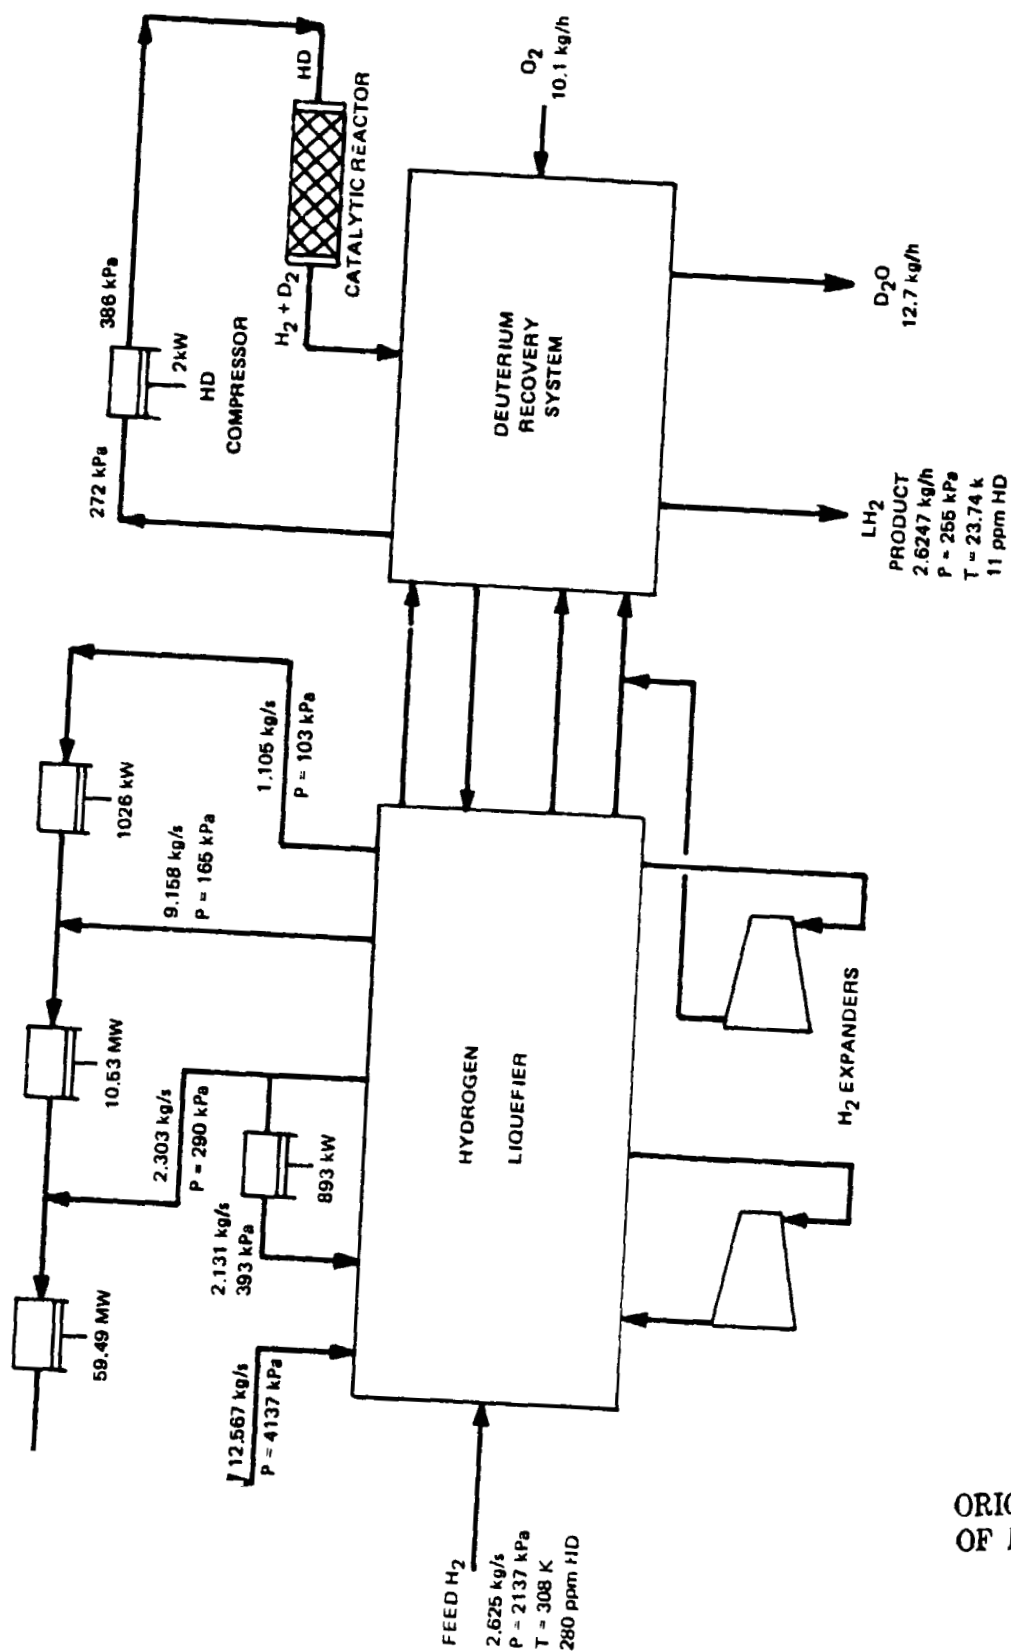 59.49 MW
10.53 MW
1026 kW
12.567 kg/s
P = 4137 kPa
2.131 kg/s
393 kPa
893 kW
2.303 kg/s
P = 290 kPa
9.158 kg/s
P = 165 kPa
1.105 kg/s
P = 103 kPa
272 kPa
386 kPa
2kW
HD
COMPRESSOR
HD
H2 + D2
CATALYTIC REACTOR
FEED H2
2.625 kg/s
P = 2137 kPa
T = 308 K
280 ppm HD
HYDROGEN
LIQUEFIER
DEUTERIUM
RECOVERY
SYSTEM
O2
10.1 kg/h
H2 EXPANDERS
LH2
PRODUCT
2.6247 kg/h
P = 255 kPa
T = 23.74 k
11 ppm HD
D2O
12.7 kg/h
ORIG
OF